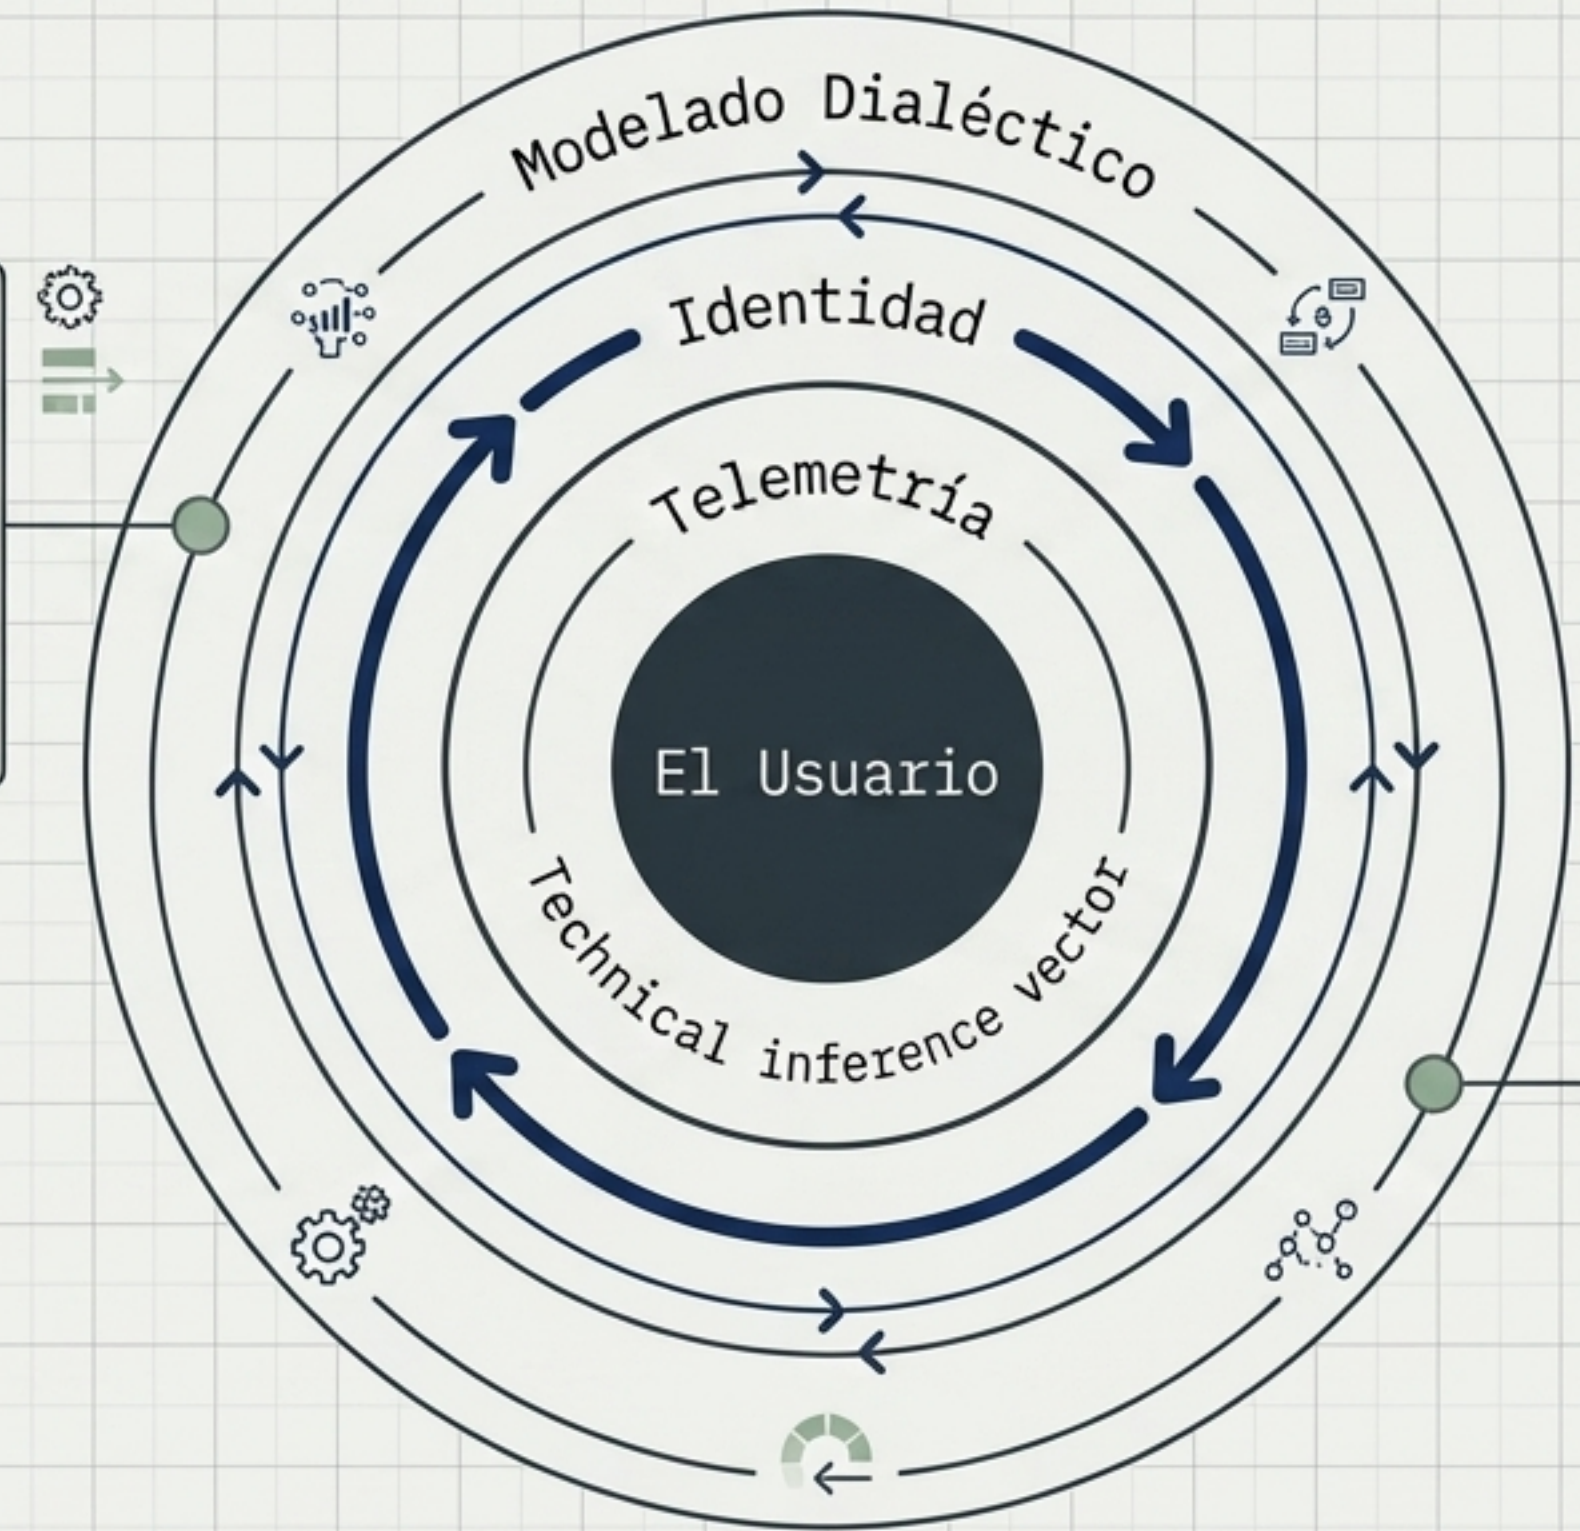 Modelado Dialéctico
Identidad
Telemetría
El Usuario
Technical inference vector